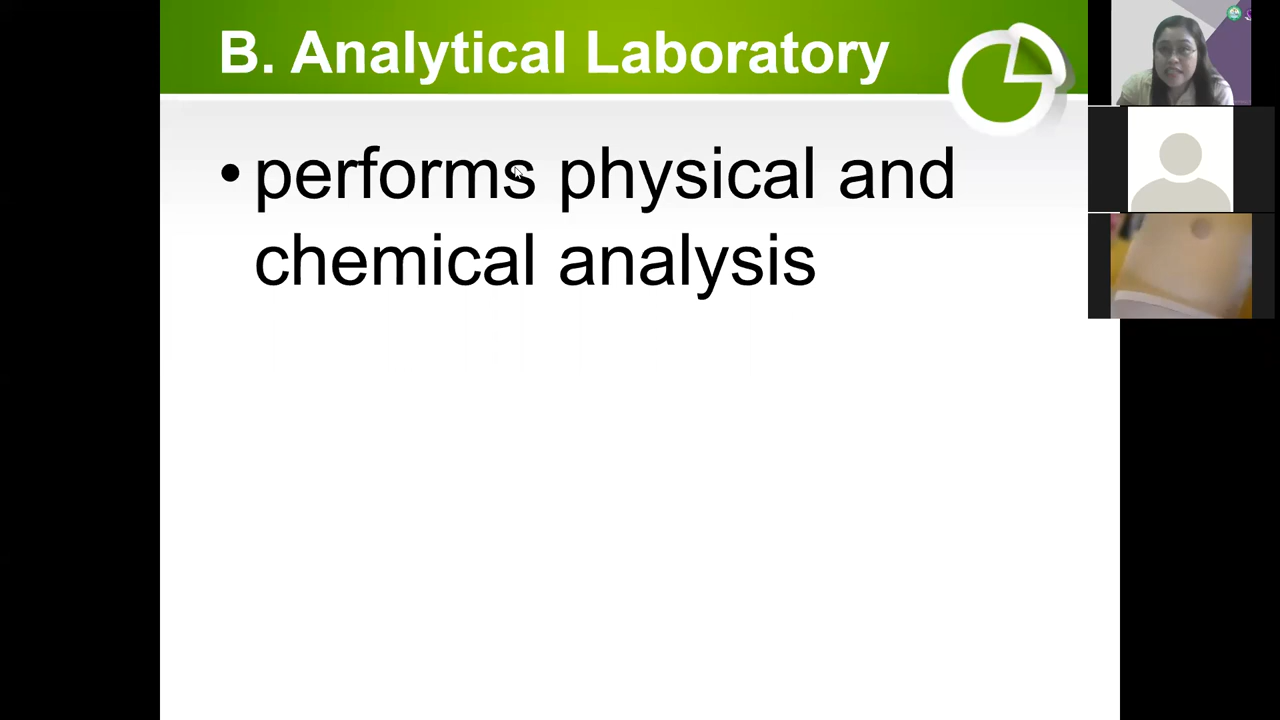 B. Analytical Laboratory
• performs physical and
chemical analysis